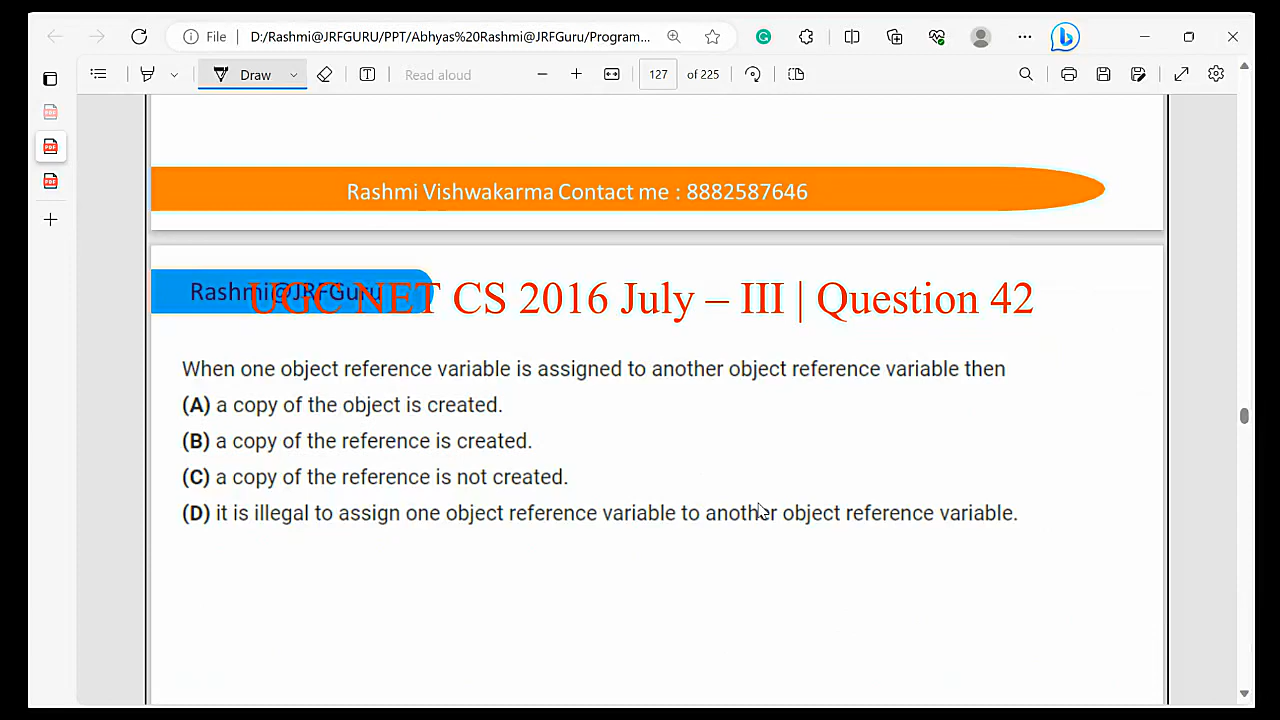 File
D:/Rashmi@JRFGURU/PPT/Abhyas%20Rashmi@JRFGuru/Program...
Draw
Read aloud
127
of 225
Rashmi Vishwakarma Contact me : 8882587646
Rashmi@JRFGuru
UGC NET CS 2016 July – III | Question 42
When one object reference variable is assigned to another object reference variable then
(A) a copy of the object is created.
(B) a copy of the reference is created.
(C) a copy of the reference is not created.
(D) it is illegal to assign one object reference variable to another object reference variable.